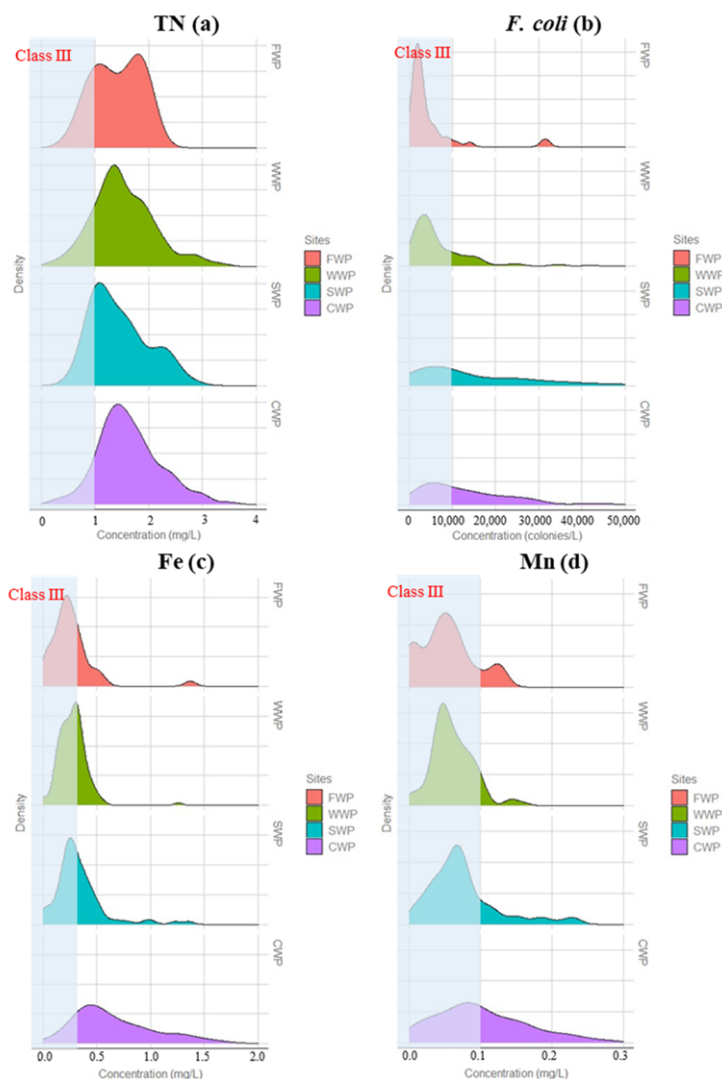 TN (a)
Class III
FWP
WWP
SWP
CWP
Density
0 1 2 3 4
Concentration (mg/L)
Sites
FWP
WWP
SWP
CWP
F. coli (b)
Class III
FWP
WWP
SWP
CWP
0 10,000 20,000 30,000 40,000 50,000
Concentration (colonies/L)
Sites
FWP
WWP
SWP
CWP
Fe (c)
Class III
FWP
WWP
SWP
CWP
Density
0.0 0.5 1.0 1.5 2.0
Concentration (mg/L)
Sites
FWP
WWP
SWP
CWP
Mn (d)
Class III
FWP
WWP
SWP
CWP
0.0 0.1 0.2 0.3
Concentration (mg/L)
Sites
FWP
WWP
SWP
CWP